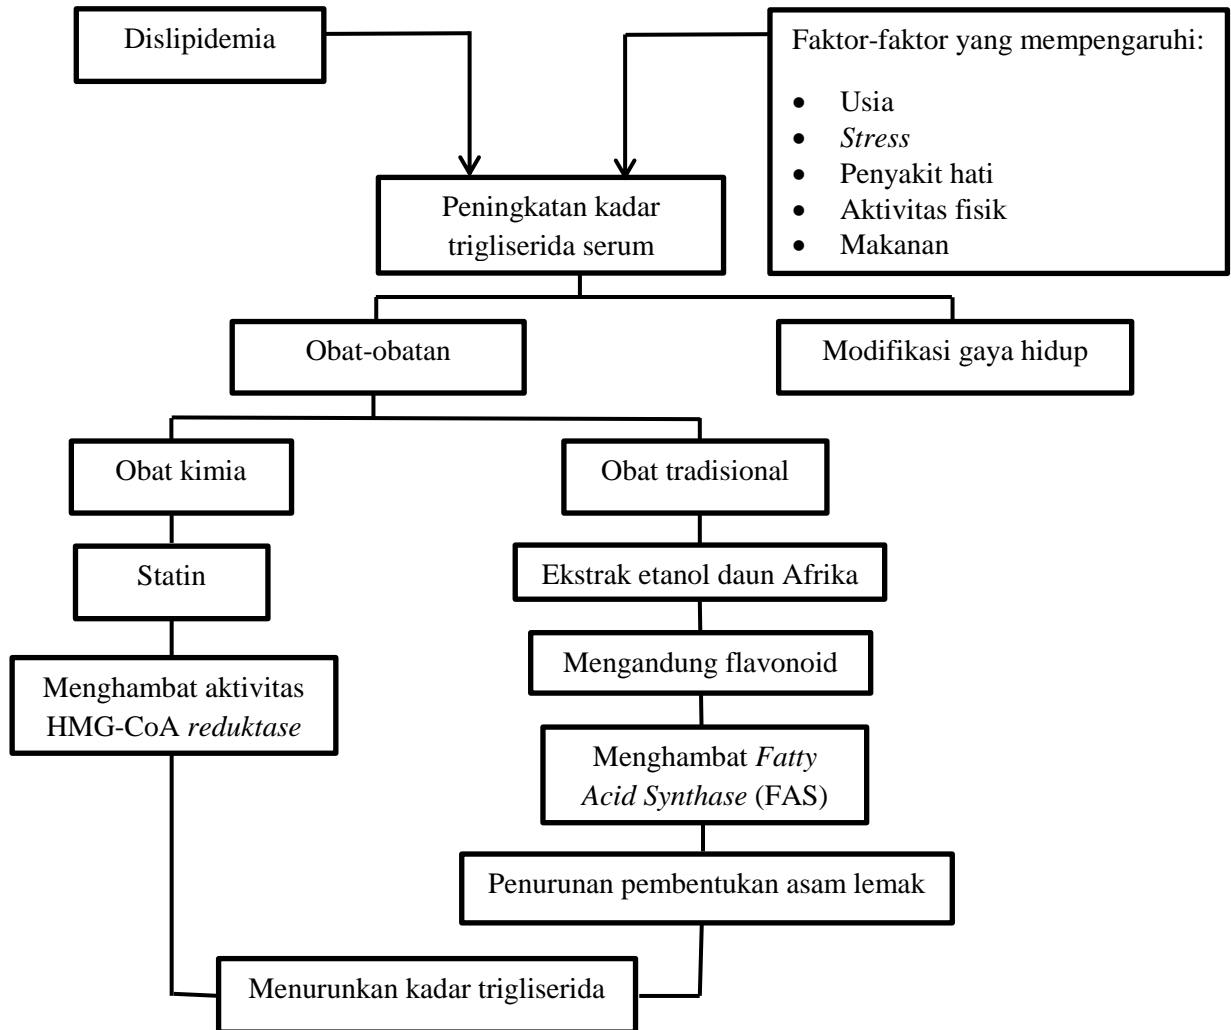 Dislipidemia
Faktor-faktor yang mempengaruhi:
• Usia
• Stress
• Penyakit hati
• Aktivitas fisik
• Makanan
Peningkatan kadar
trigliserida serum
Obat-obatan
Modifikasi gaya hidup
Obat kimia
Obat tradisional
Statin
Ekstrak etanol daun Afrika
Menghambat aktivitas
HMG-CoA reduktase
Mengandung flavonoid
Menghambat Fatty
Acid Synthase (FAS)
Penurunan pembentukan asam lemak
Menurunkan kadar trigliserida